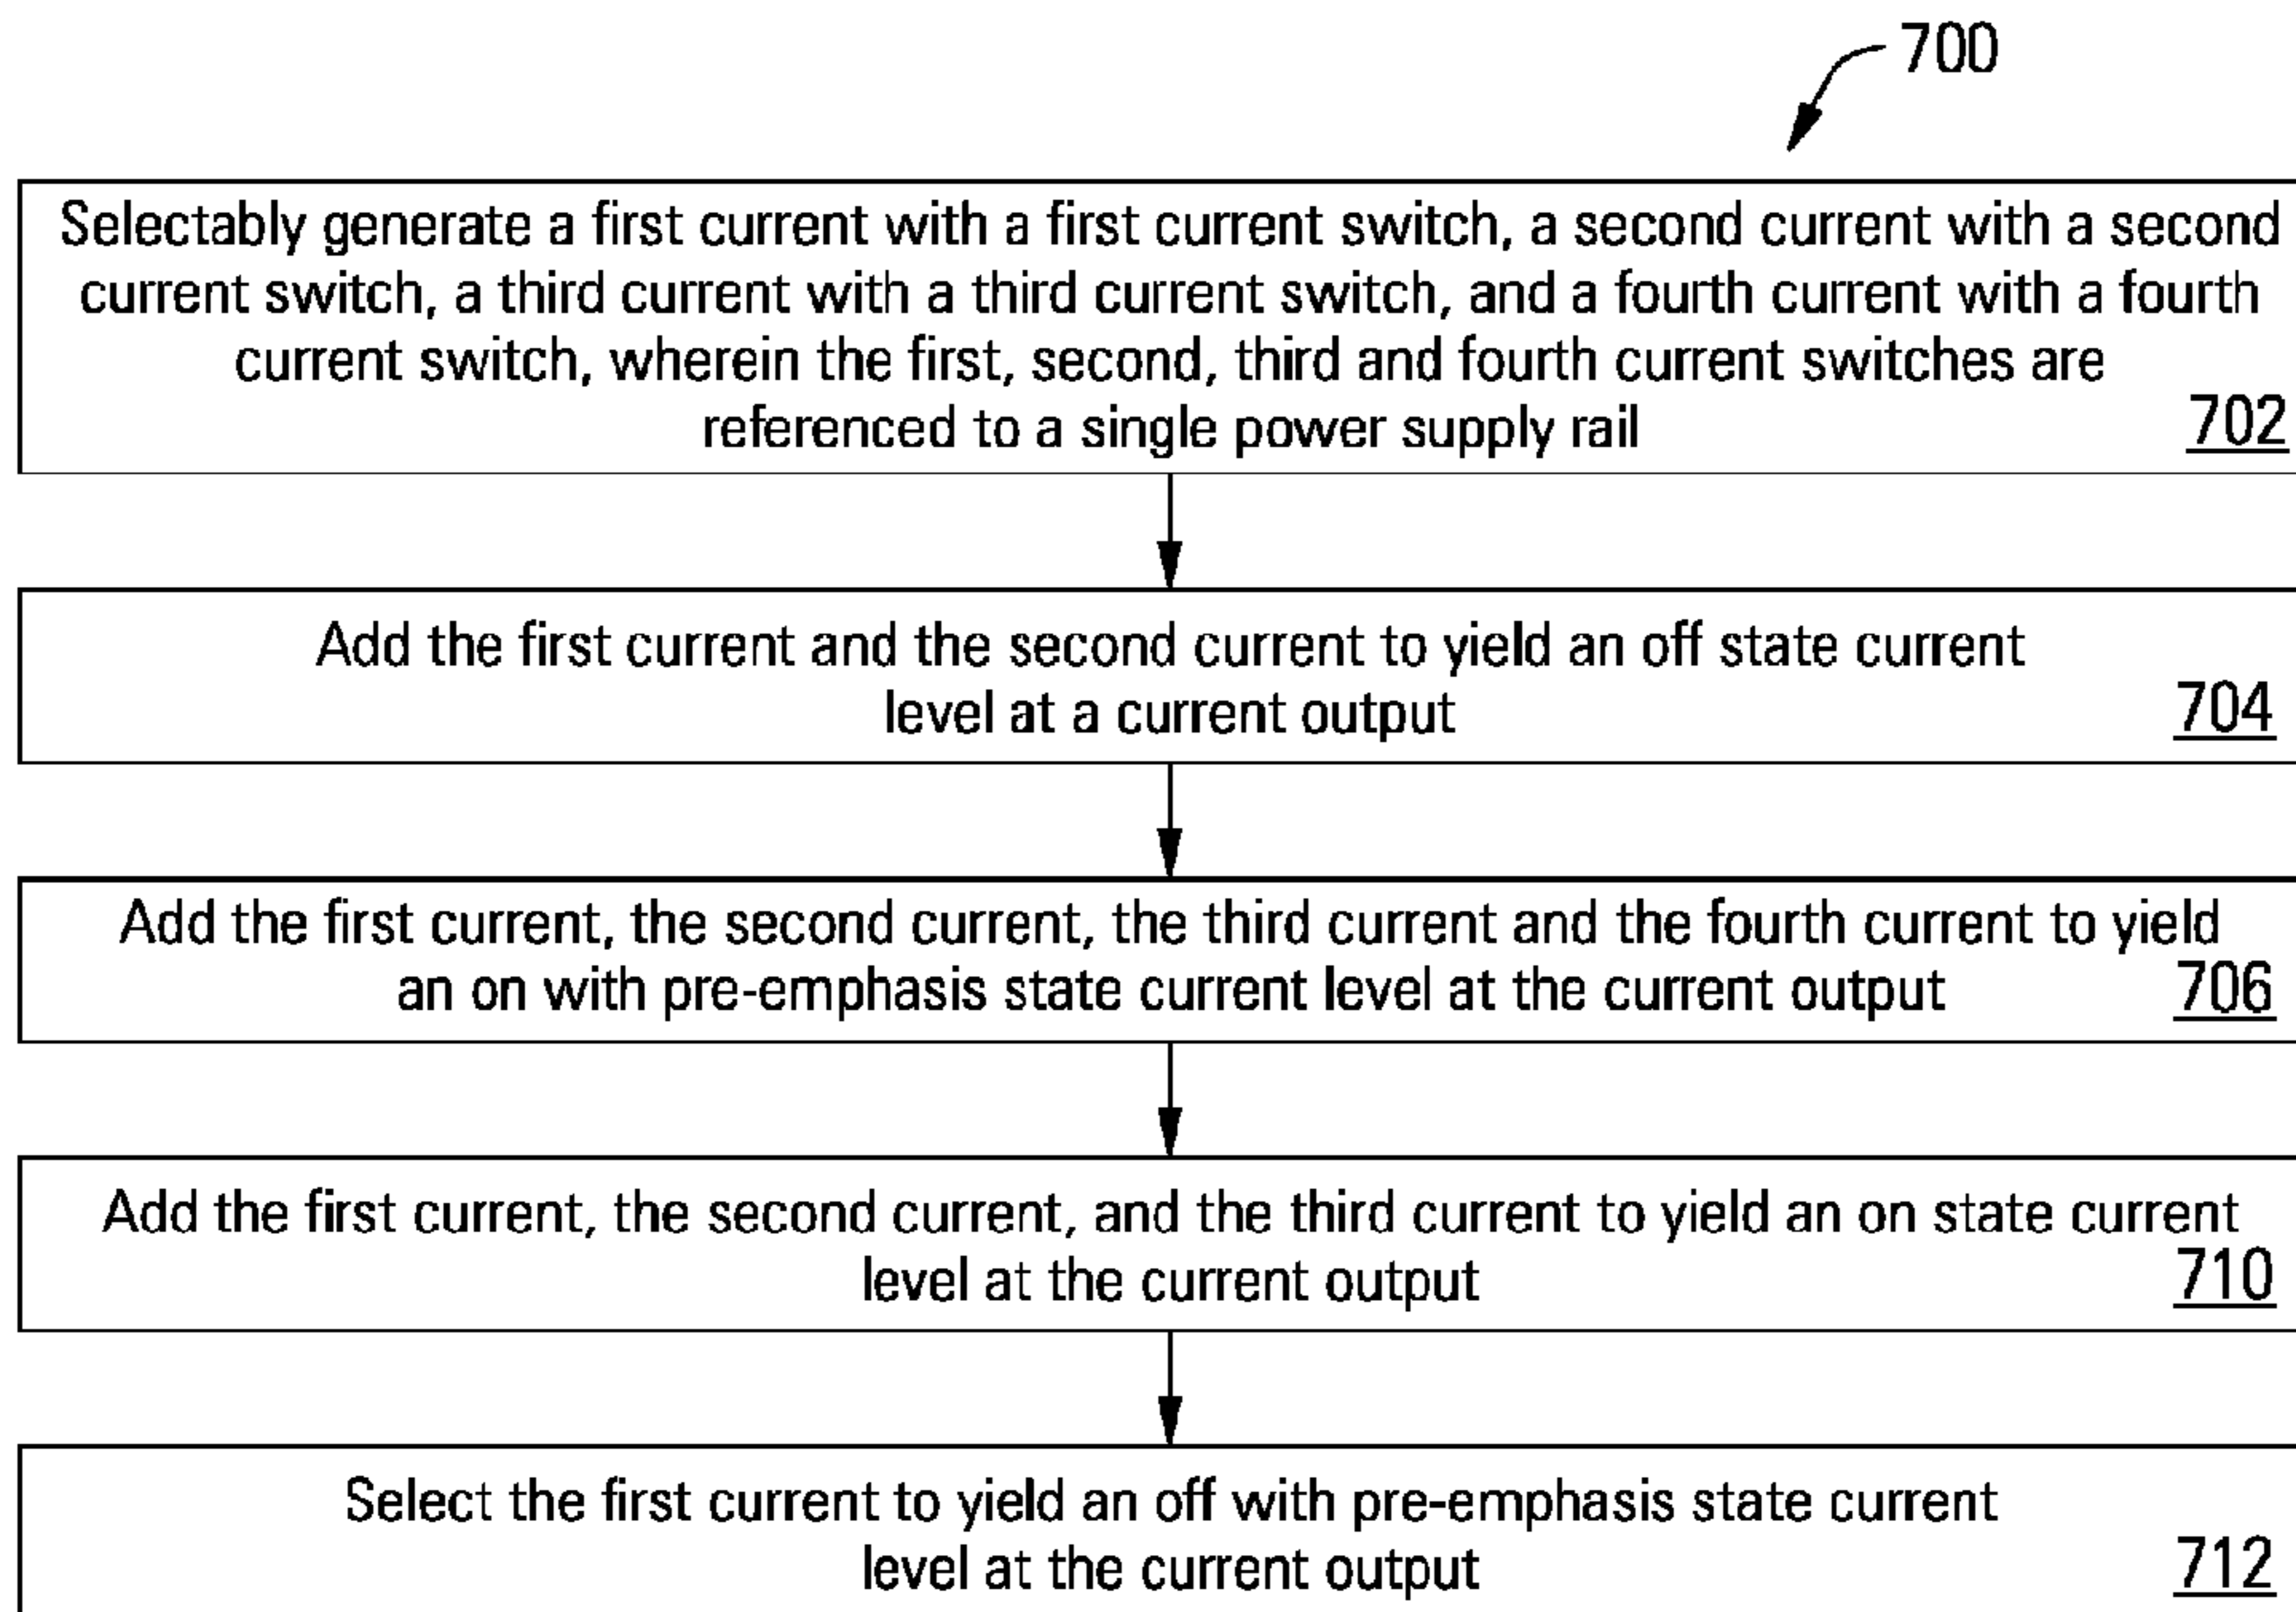 700
Selectably generate a first current with a first current switch, a second current with a second
current switch, a third current with a third current switch, and a fourth current with a fourth
current switch, wherein the first, second, third and fourth current switches are
referenced to a single power supply rail
702
Add the first current and the second current to yield an off state current
level at a current output
704
Add the first current, the second current, the third current and the fourth current to yield
an on with pre-emphasis state current level at the current output
706
Add the first current, the second current, and the third current to yield an on state current
level at the current output
710
Select the first current to yield an off with pre-emphasis state current
level at the current output
712